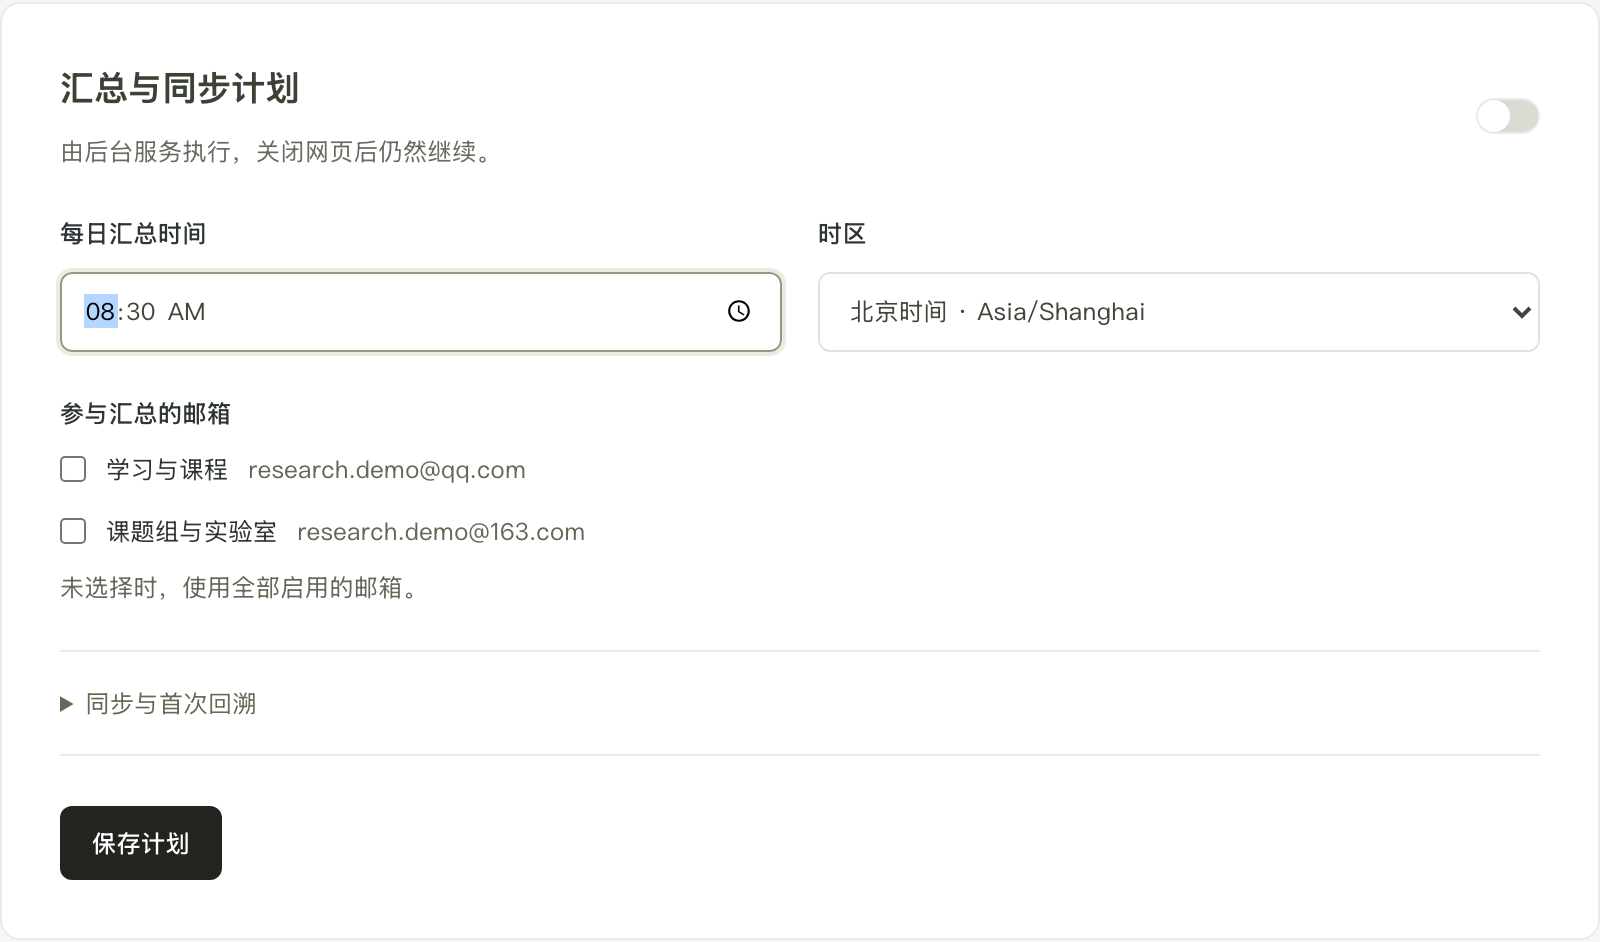 汇总与同步计划
由后台服务执行，关闭网页后仍然继续。
每日汇总时间
时区
08:30 AM
北京时间 · Asia/Shanghai
参与汇总的邮箱
学习与课程 research.demo@qq.com
课题组与实验室 research.demo@163.com
未选择时，使用全部启用的邮箱。
同步与首次回溯
保存计划